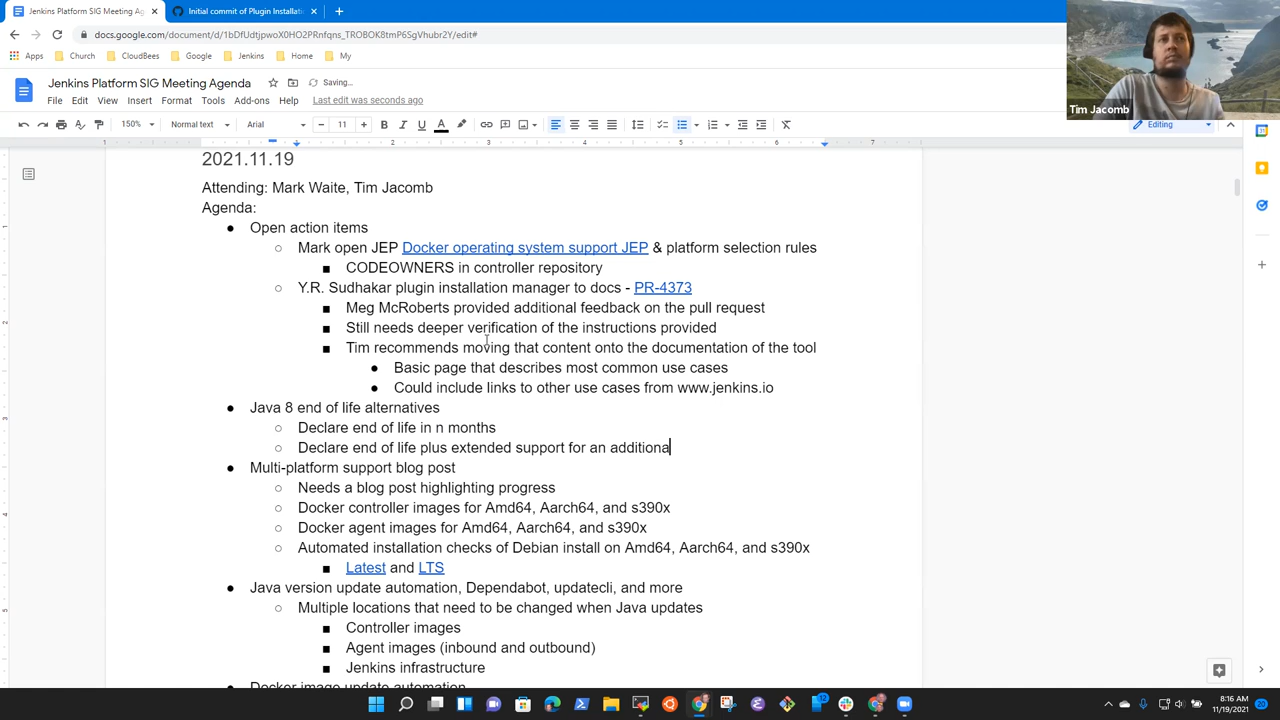 Jenkins Platform SIG Meeting Ag
Initial commit of Plugin Installati
docs.google.com/document/d/1bDfUdtjpwoX0HO2PRnfqns_TROBOK8tmP6SgVhubr2Y/edit#
Apps Church CloudBees Google Jenkins Home My
Jenkins Platform SIG Meeting Agenda Saving...
File Edit View Insert Format Tools Add-ons Help Last edit was seconds ago
150% Normal text Arial 11 Editing
Tim Jacomb
2021.11.19
Attending: Mark Waite, Tim Jacomb
Agenda:
Open action items
Mark open JEP Docker operating system support JEP & platform selection rules
CODEOWNERS in controller repository
Y.R. Sudhakar plugin installation manager to docs - PR-4373
Meg McRoberts provided additional feedback on the pull request
Still needs deeper verification of the instructions provided
Tim recommends moving that content onto the documentation of the tool
Basic page that describes most common use cases
Could include links to other use cases from www.jenkins.io
Java 8 end of life alternatives
Declare end of life in n months
Declare end of life plus extended support for an additiona
Multi-platform support blog post
Needs a blog post highlighting progress
Docker controller images for Amd64, Aarch64, and s390x
Docker agent images for Amd64, Aarch64, and s390x
Automated installation checks of Debian install on Amd64, Aarch64, and s390x
Latest and LTS
Java version update automation, Dependabot, updatecli, and more
Multiple locations that need to be changed when Java updates
Controller images
Agent images (inbound and outbound)
Jenkins infrastructure
Docker image update automation
8:16 AM
11/19/2021